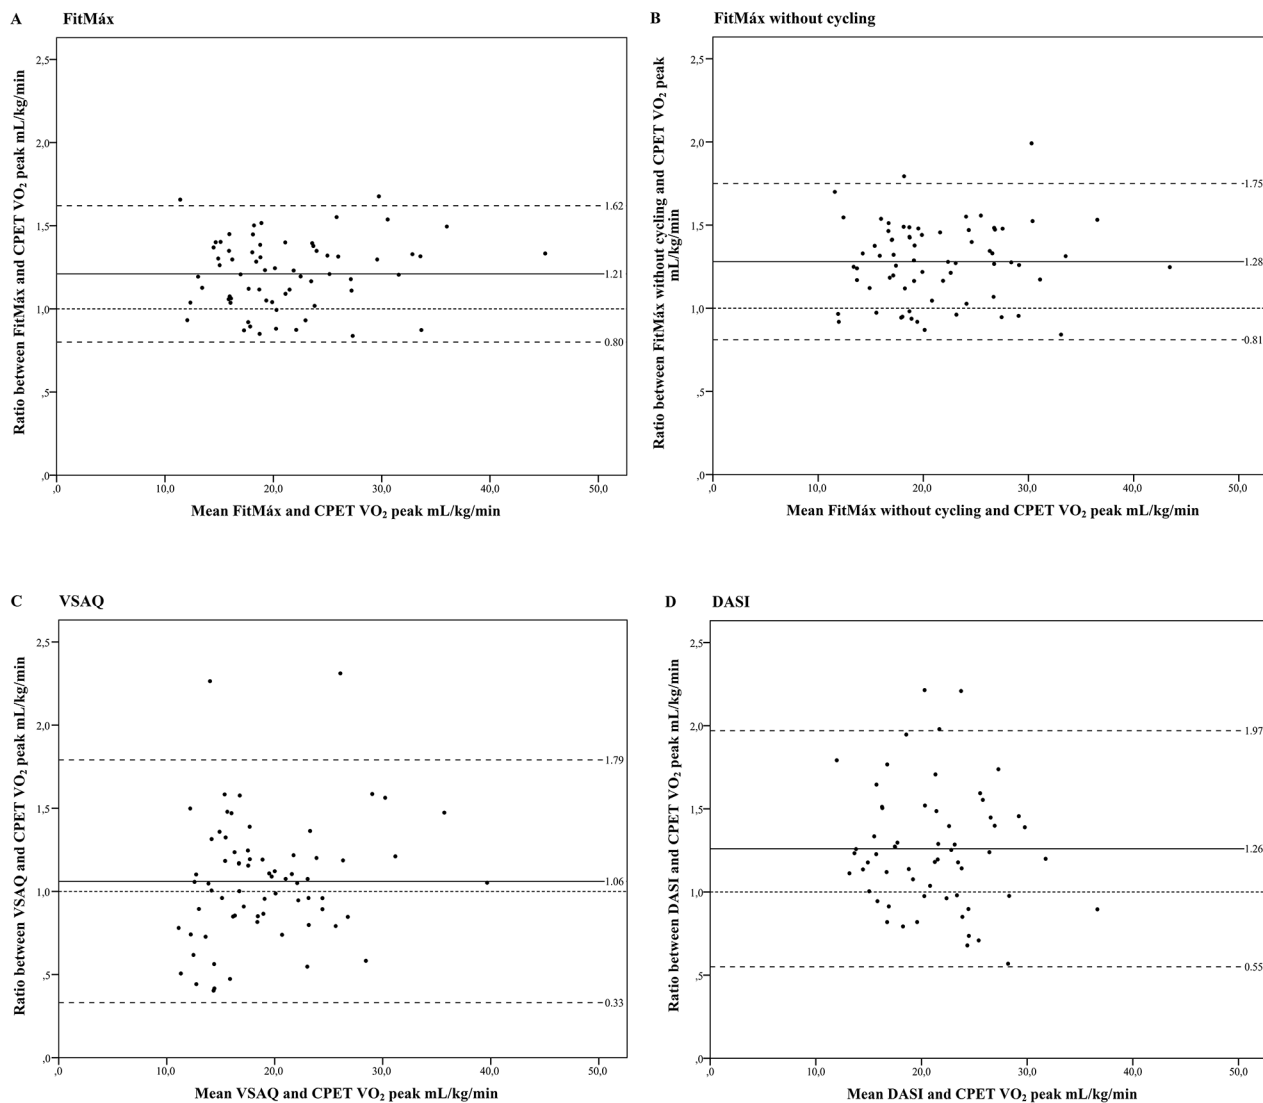 A FitMáx
Ratio between FitMáx and CPET VO2 peak mL/kg/min
2,5
2,0
1,5
1,0
,5
,0
1.62
1.21
0.80
,0 10,0 20,0 30,0 40,0 50,0
Mean FitMáx and CPET VO2 peak mL/kg/min
B FitMáx without cycling
Ratio between FitMáx without cycling and CPET VO2 peak
mL/kg/min
2,5
2,0
1,5
1,0
,5
,0
1.75
1.28
0.81
,0 10,0 20,0 30,0 40,0 50,0
Mean FitMáx without cycling and CPET VO2 peak mL/kg/min
C VSAQ
Ratio between VSAQ and CPET VO2 peak mL/kg/min
2,5
2,0
1,5
1,0
,5
,0
1.79
1.06
0.33
,0 10,0 20,0 30,0 40,0 50,0
Mean VSAQ and CPET VO2 peak mL/kg/min
D DASI
Ratio between DASI and CPET VO2 peak mL/kg/min
2,5
2,0
1,5
1,0
,5
,0
1.97
1.26
0.55
,0 10,0 20,0 30,0 40,0 50,0
Mean DASI and CPET VO2 peak mL/kg/min